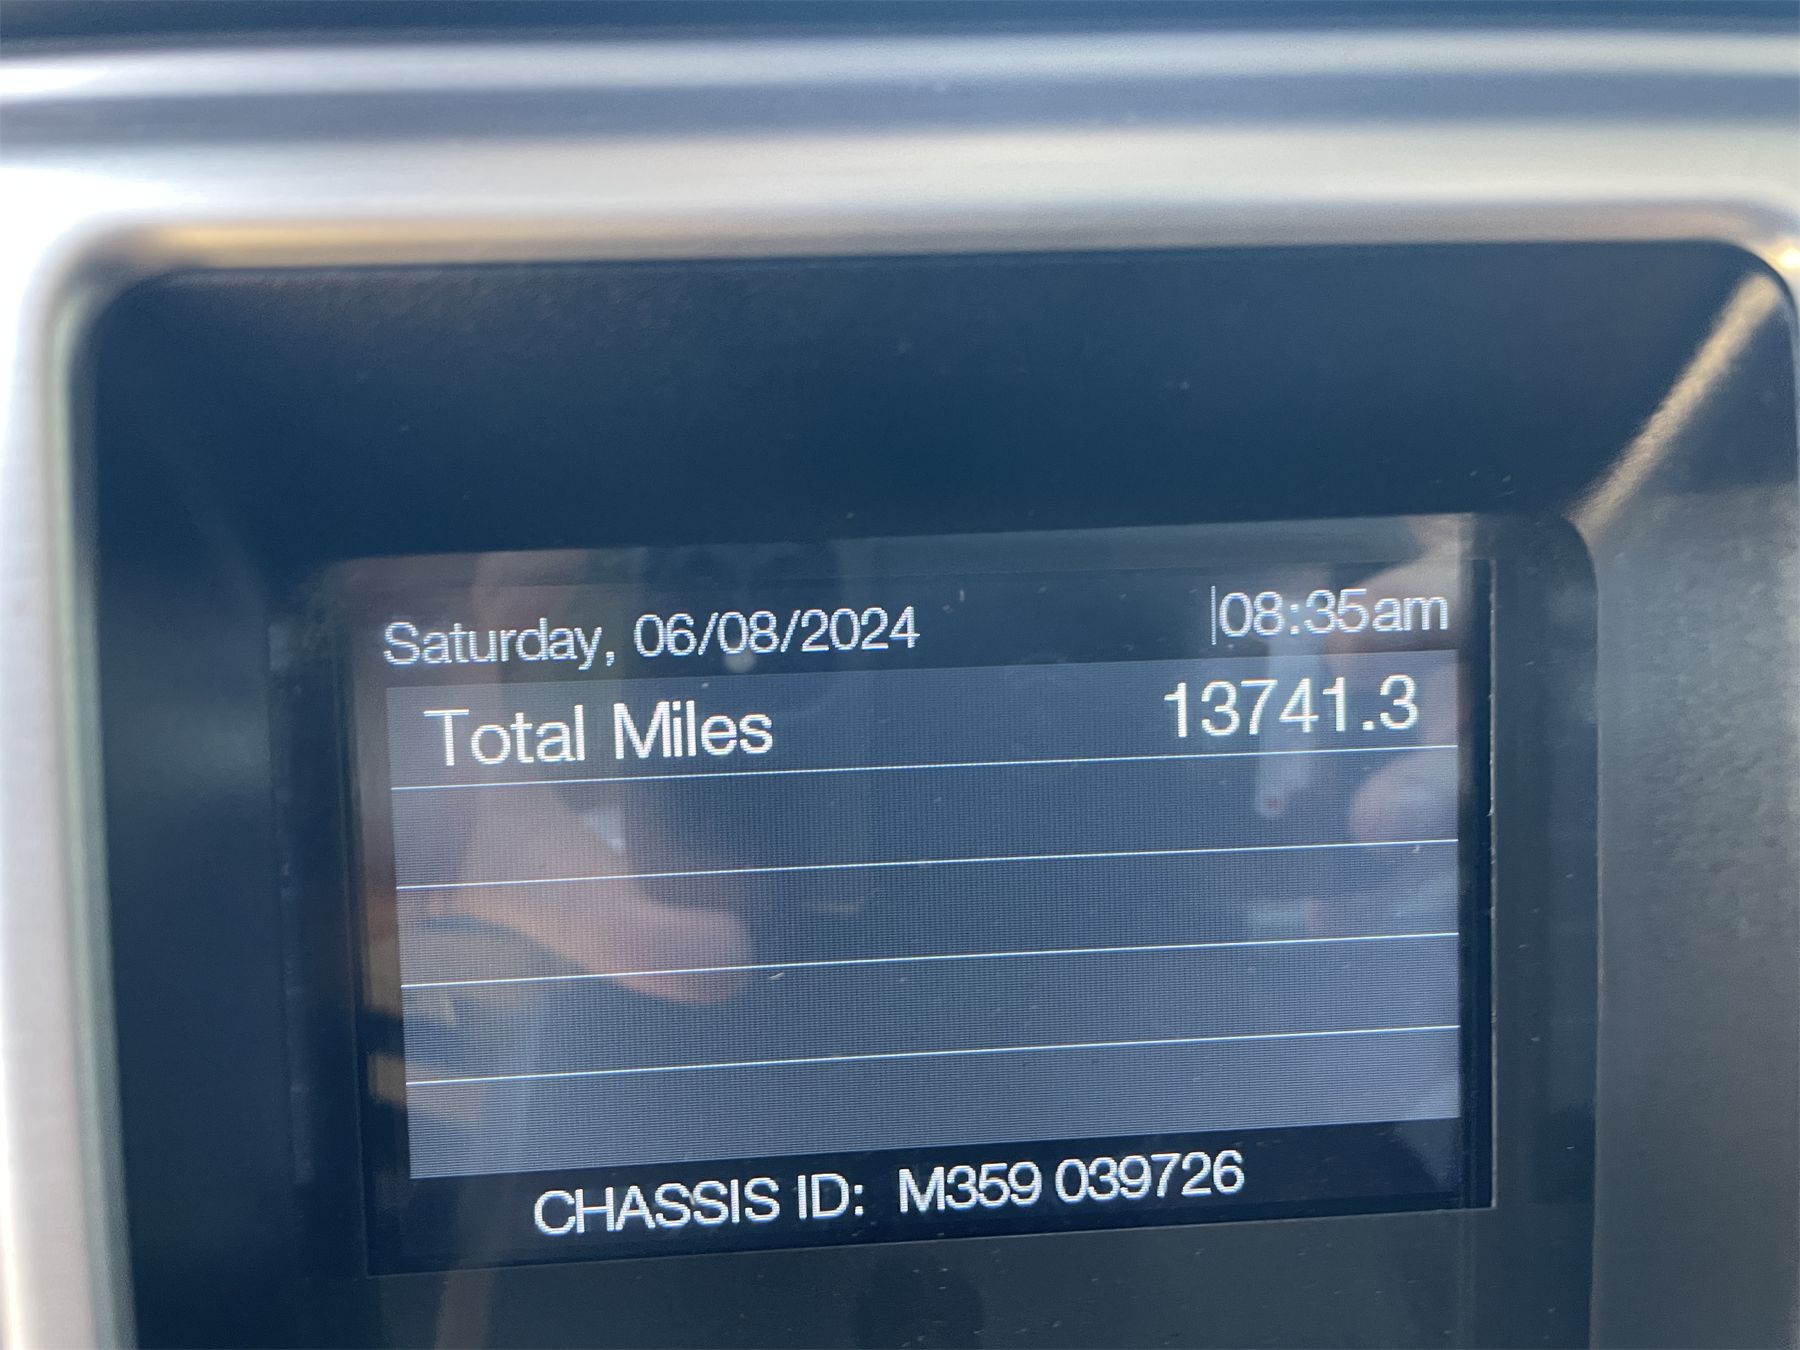 Saturday, 06/08/2024 08:35am
Total Miles 13741.3
CHASSIS ID: M359 039726